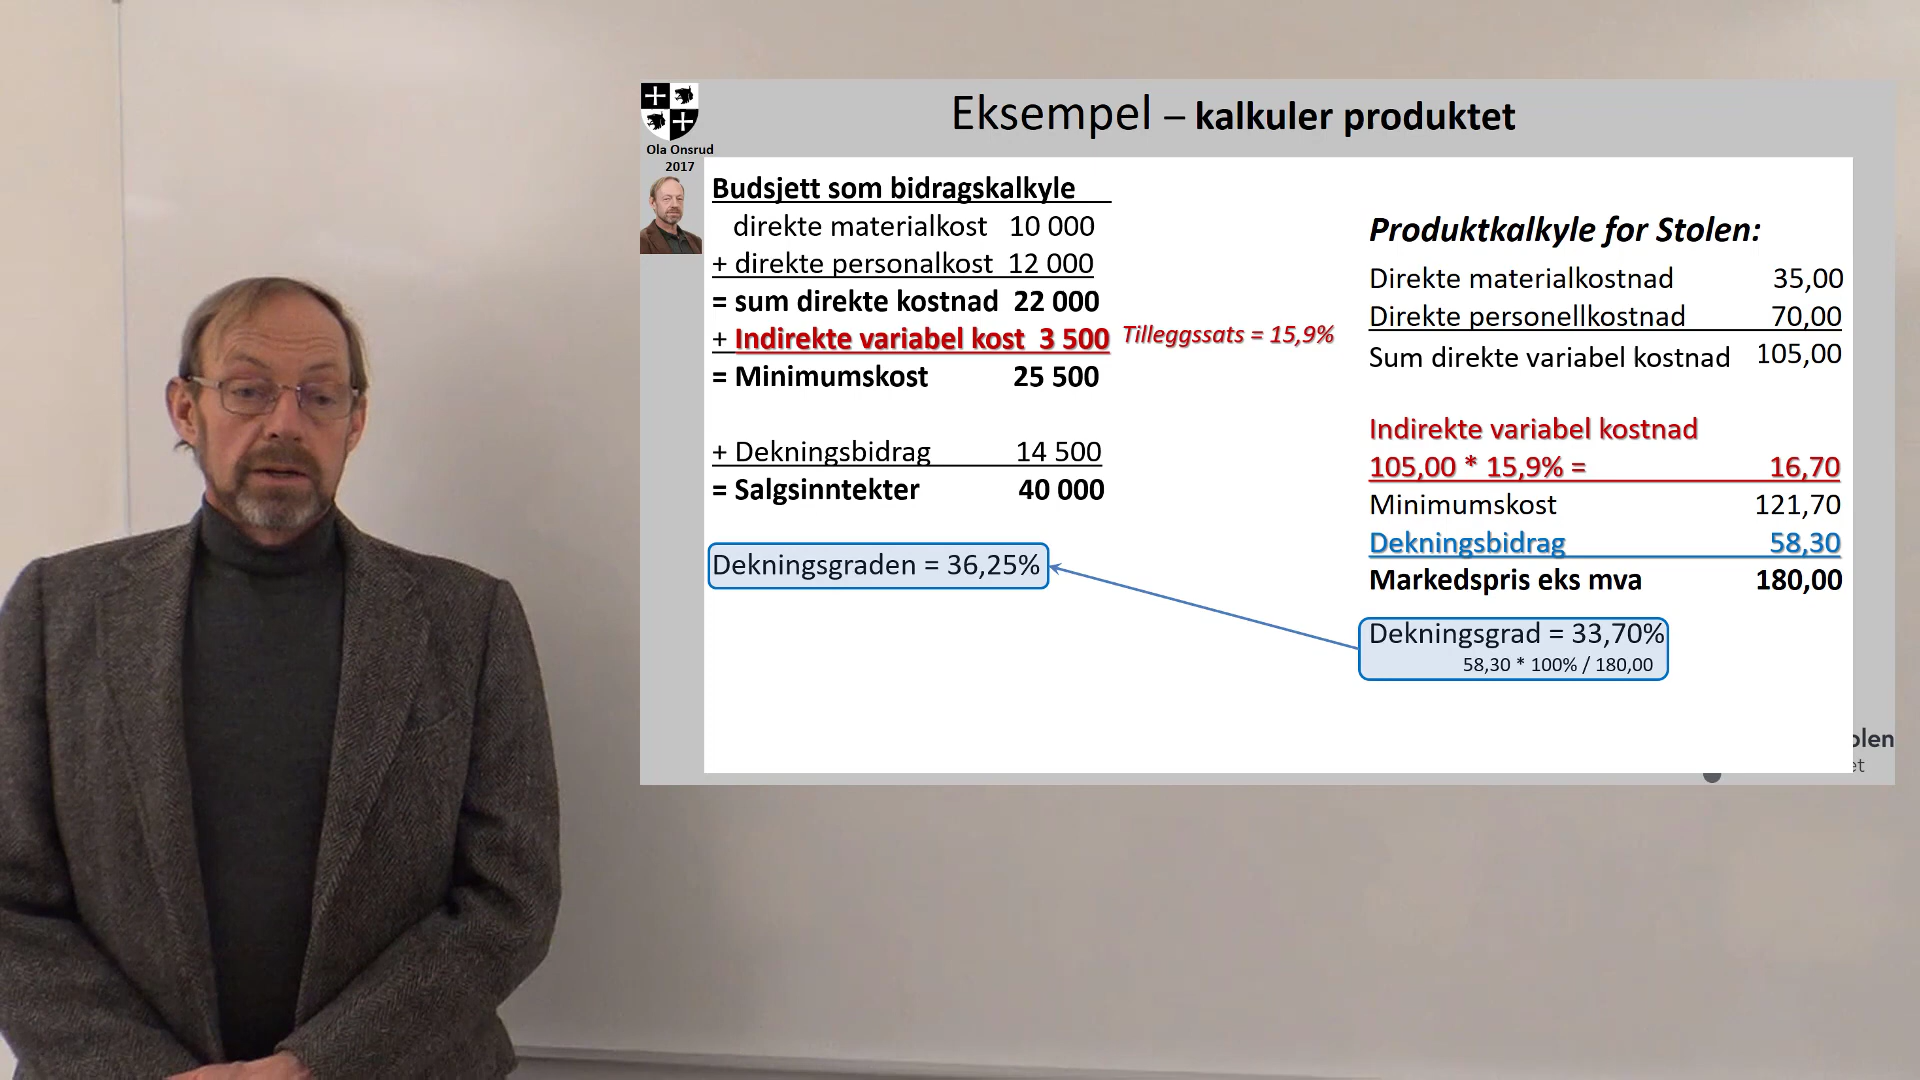 Eksempel – kalkuler produktet
Ola Onsrud
2017
Budsjett som bidragskalkyle
direkte materialkost 10 000
+ direkte personalkost 12 000
= sum direkte kostnad 22 000
+ Indirekte variabel kost 3 500 Tilleggssats = 15,9%
= Minimumskost 25 500
+ Dekningsbidrag 14 500
= Salgsinntekter 40 000
Dekningsgraden = 36,25%
Produktkalkyle for Stolen:
Direkte materialkostnad 35,00
Direkte personellkostnad 70,00
Sum direkte variabel kostnad 105,00
Indirekte variabel kostnad
105,00 * 15,9% = 16,70
Minimumskost 121,70
Dekningsbidrag 58,30
Markedspris eks mva 180,00
Dekningsgrad = 33,70%
58,30 * 100% / 180,00